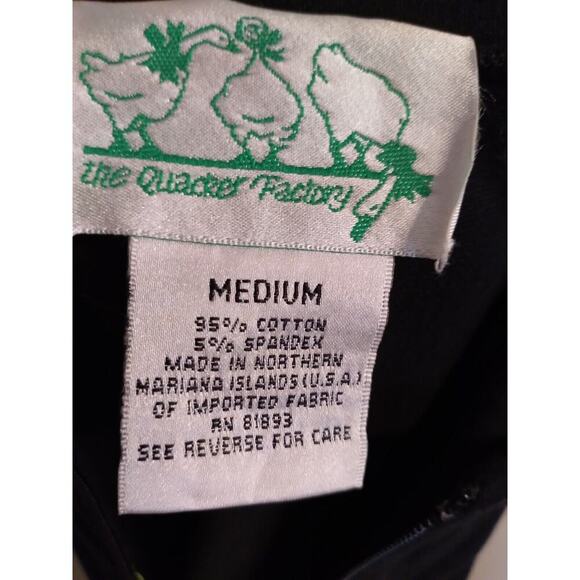 the Quacker Factory
MEDIUM
95% COTTON
5% SPANDEX
MADE IN NORTHERN
MARIANA ISLANDS (U.S.A.)
OF IMPORTED FABRIC
RN 81893
SEE REVERSE FOR CARE